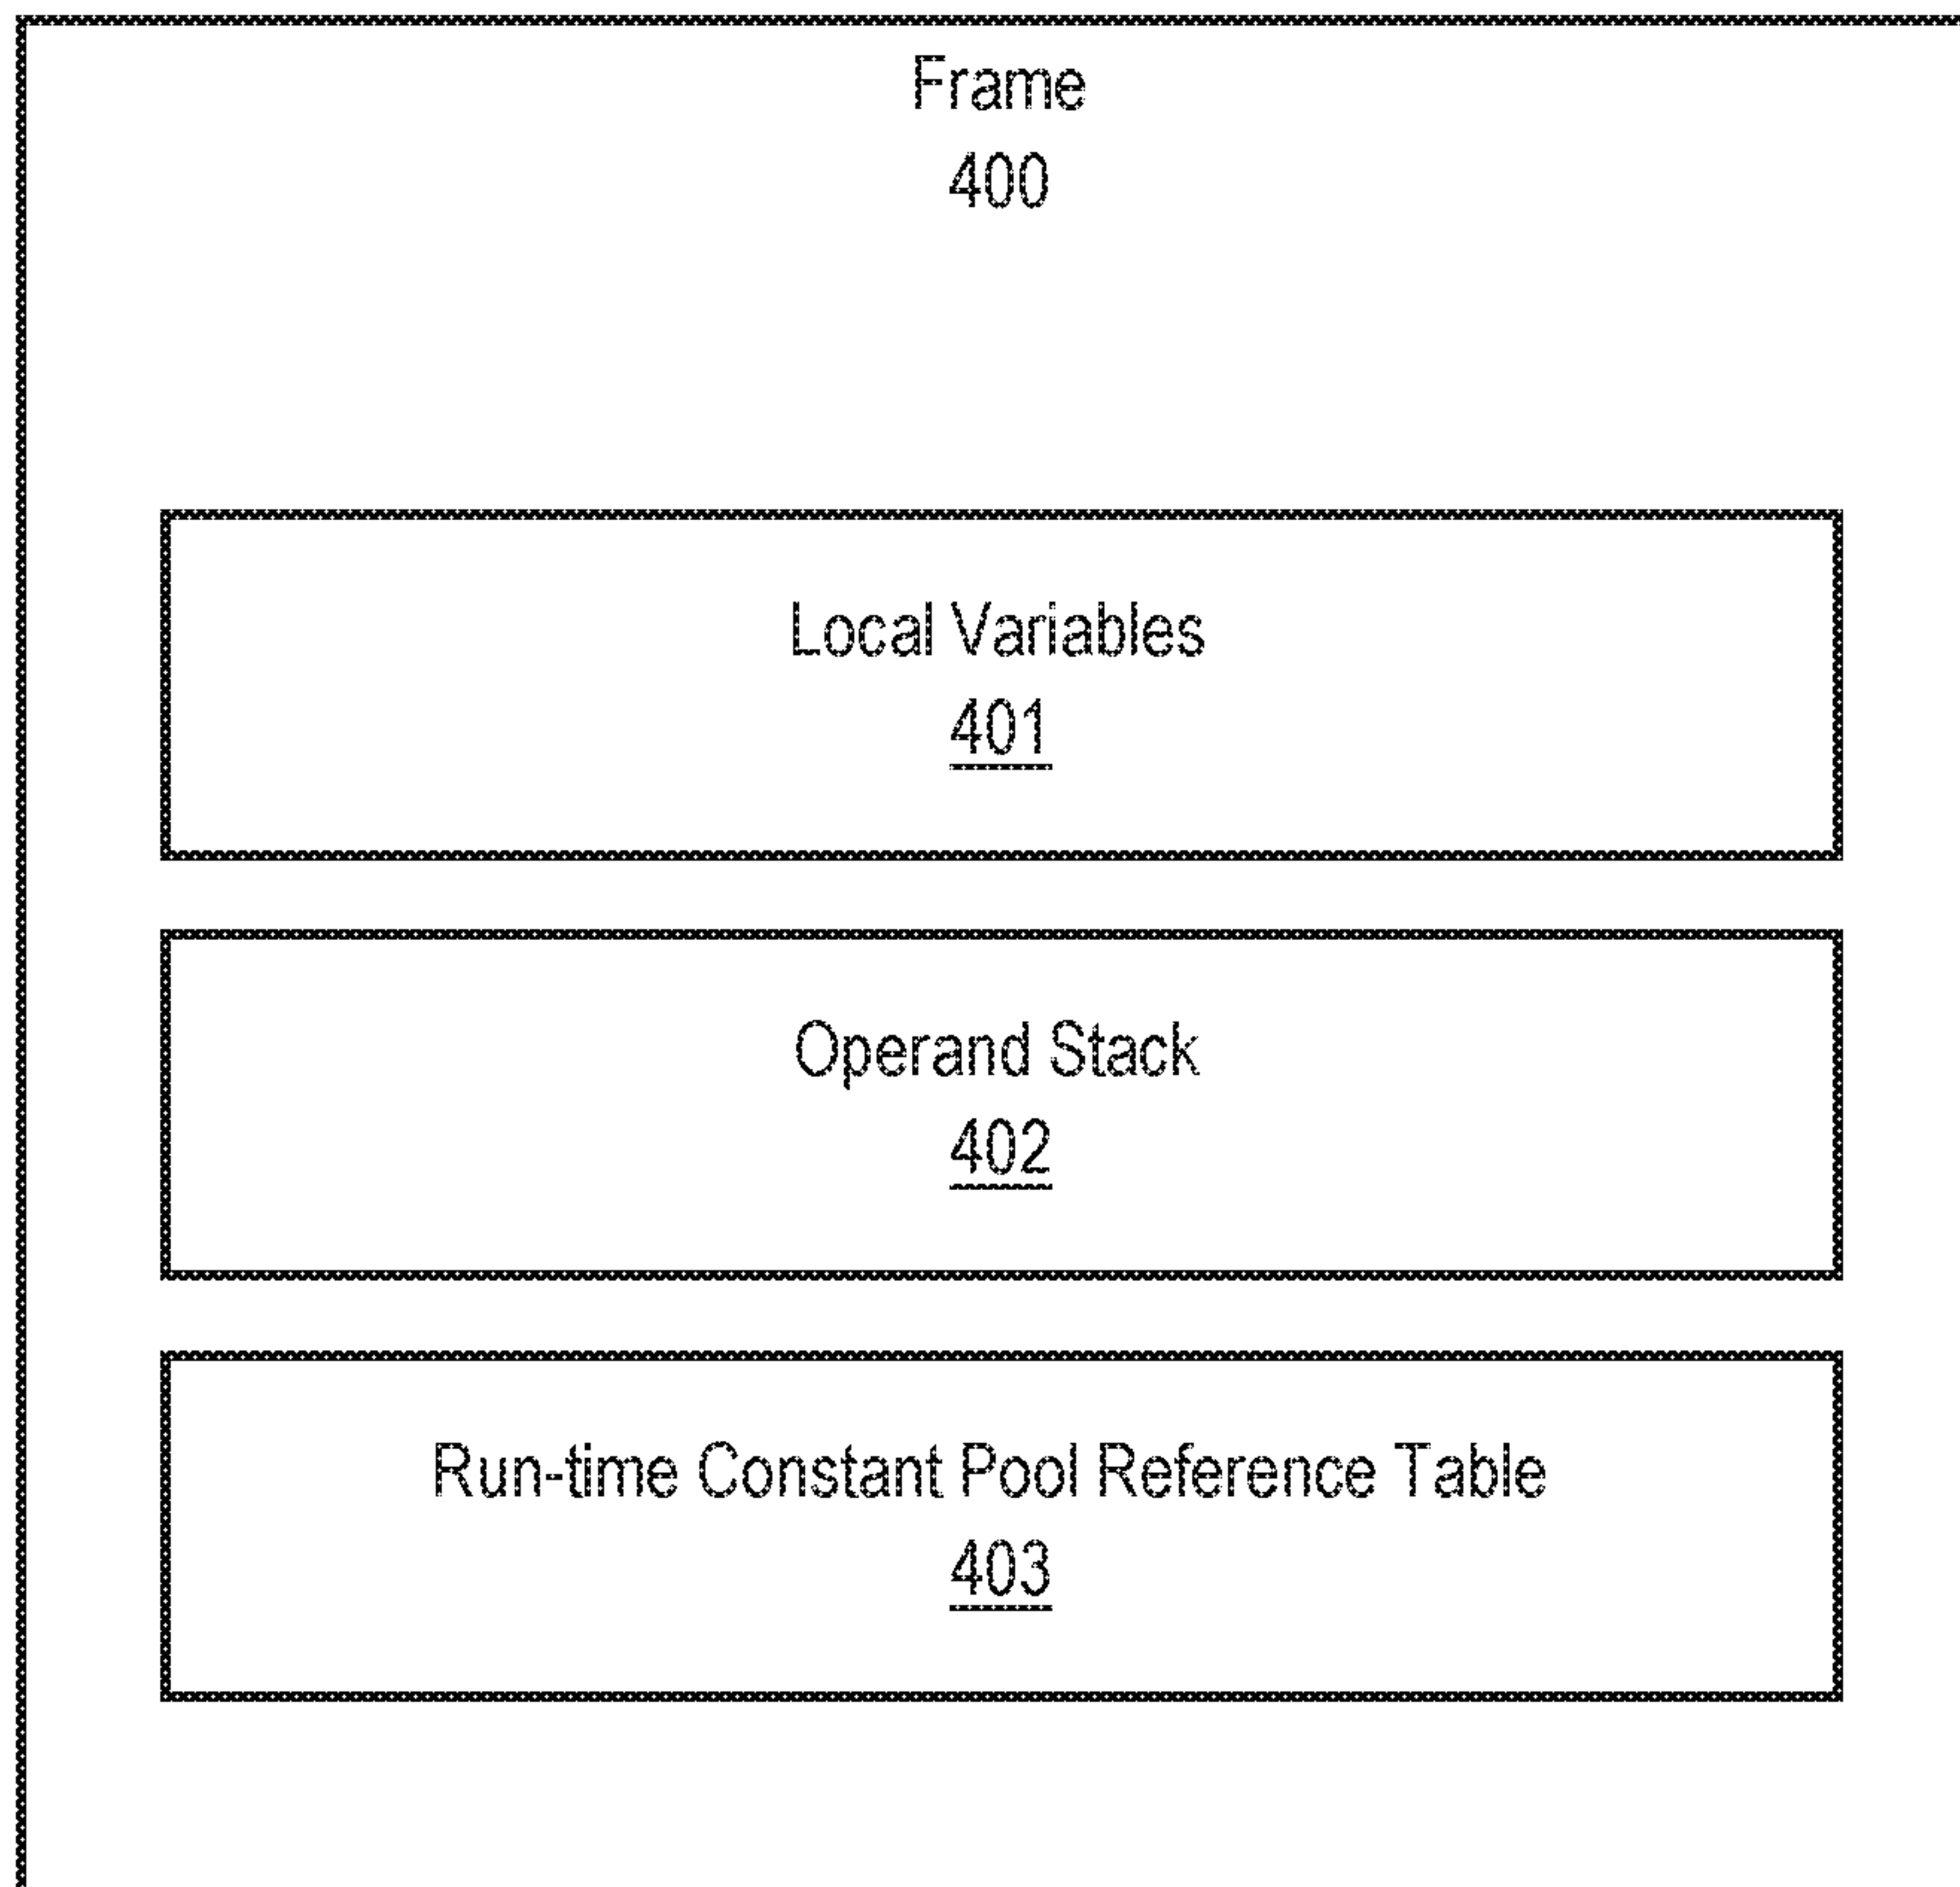 Frame
400
Local Variables
401
Operand Stack
402
Run-time Constant Pool Reference Table
403